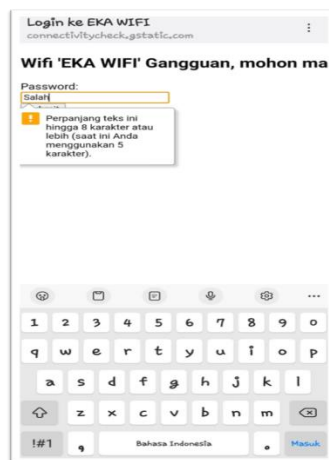 Login ke EKA WIFI
connectivitycheck.gstatic.com
Wifi 'EKA WIFI' Gangguan, mohon ma
Password:
Salah
Perpanjang teks ini
hingga 8 karakter atau
lebih (saat ini Anda
menggunakan 5
karakter).
1 2 3 4 5 6 7 8 9 0
q w e r t y u i o p
a s d f g h j k l
z x c v b n m
!#1 , Bahasa Indonesia . Masuk